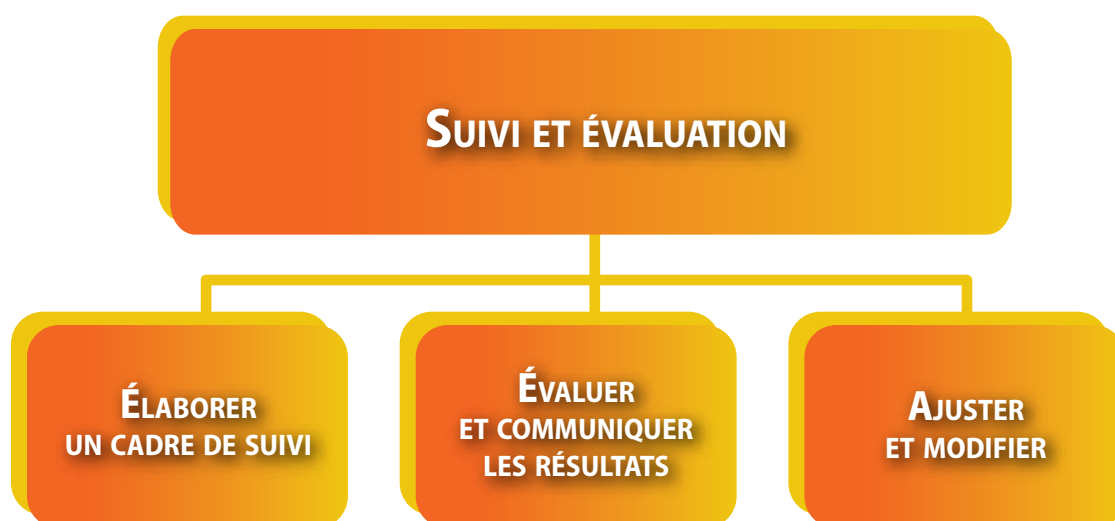 Suivi et évaluation
Élaborer
un cadre de suivi
Évaluer
et communiquer
les résultats
Ajuster
et modifier